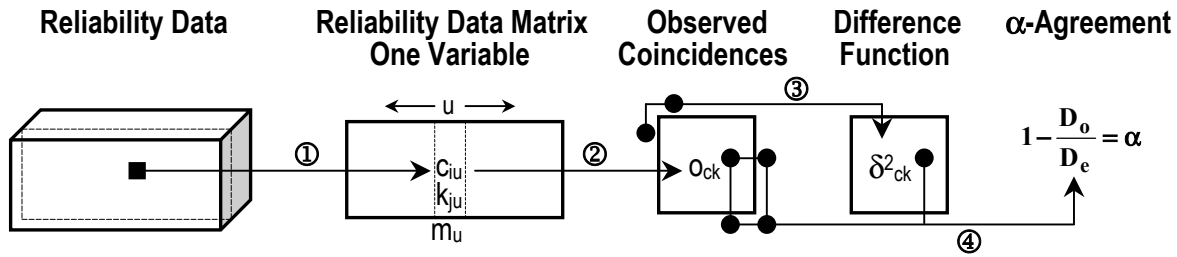 Reliability Data
Reliability Data Matrix
One Variable
Observed
Coincidences
Difference
Function
α-Agreement
u
①
c_iu
k_ju
m_u
②
o_ck
③
δ²_ck
④
1 − D_o/D_e = α